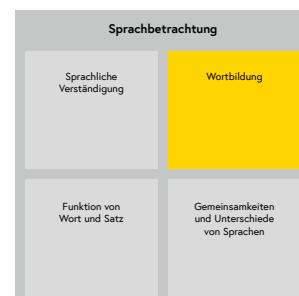 Sprachbetrachtung
Sprachliche
Verständigung
Wortbildung
Funktion von
Wort und Satz
Gemeinsamkeiten
und Unterschiede
von Sprachen